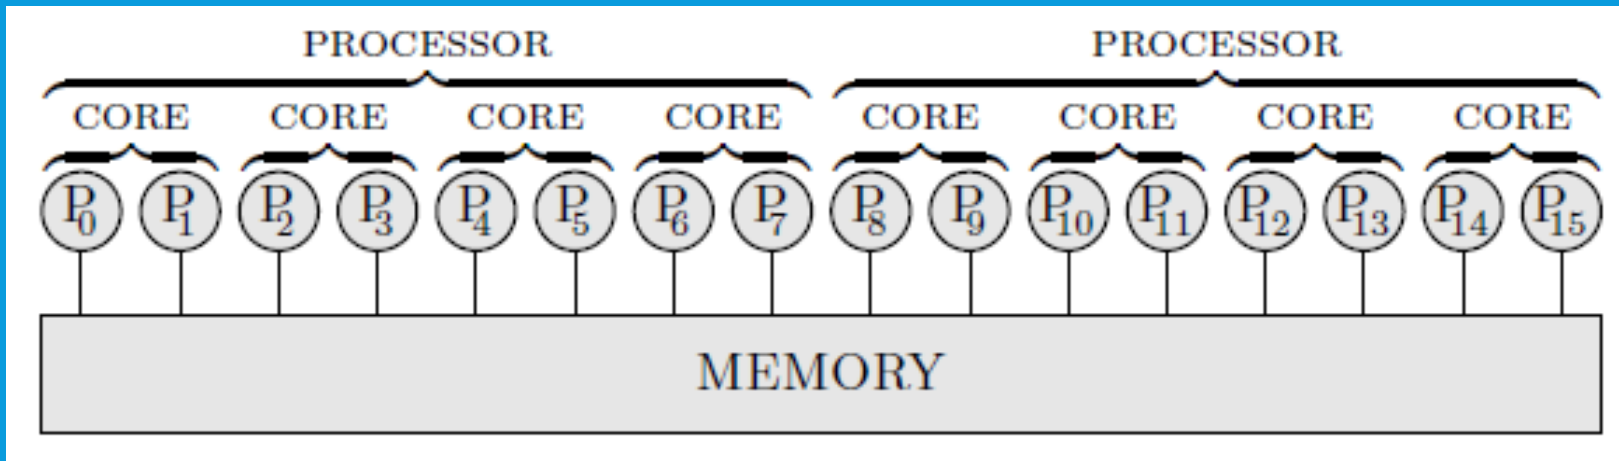 PROCESSOR PROCESSOR
CORE CORE CORE CORE CORE CORE CORE CORE
P0 P1 P2 P3 P4 P5 P6 P7 P8 P9 P10 P11 P12 P13 P14 P15
MEMORY